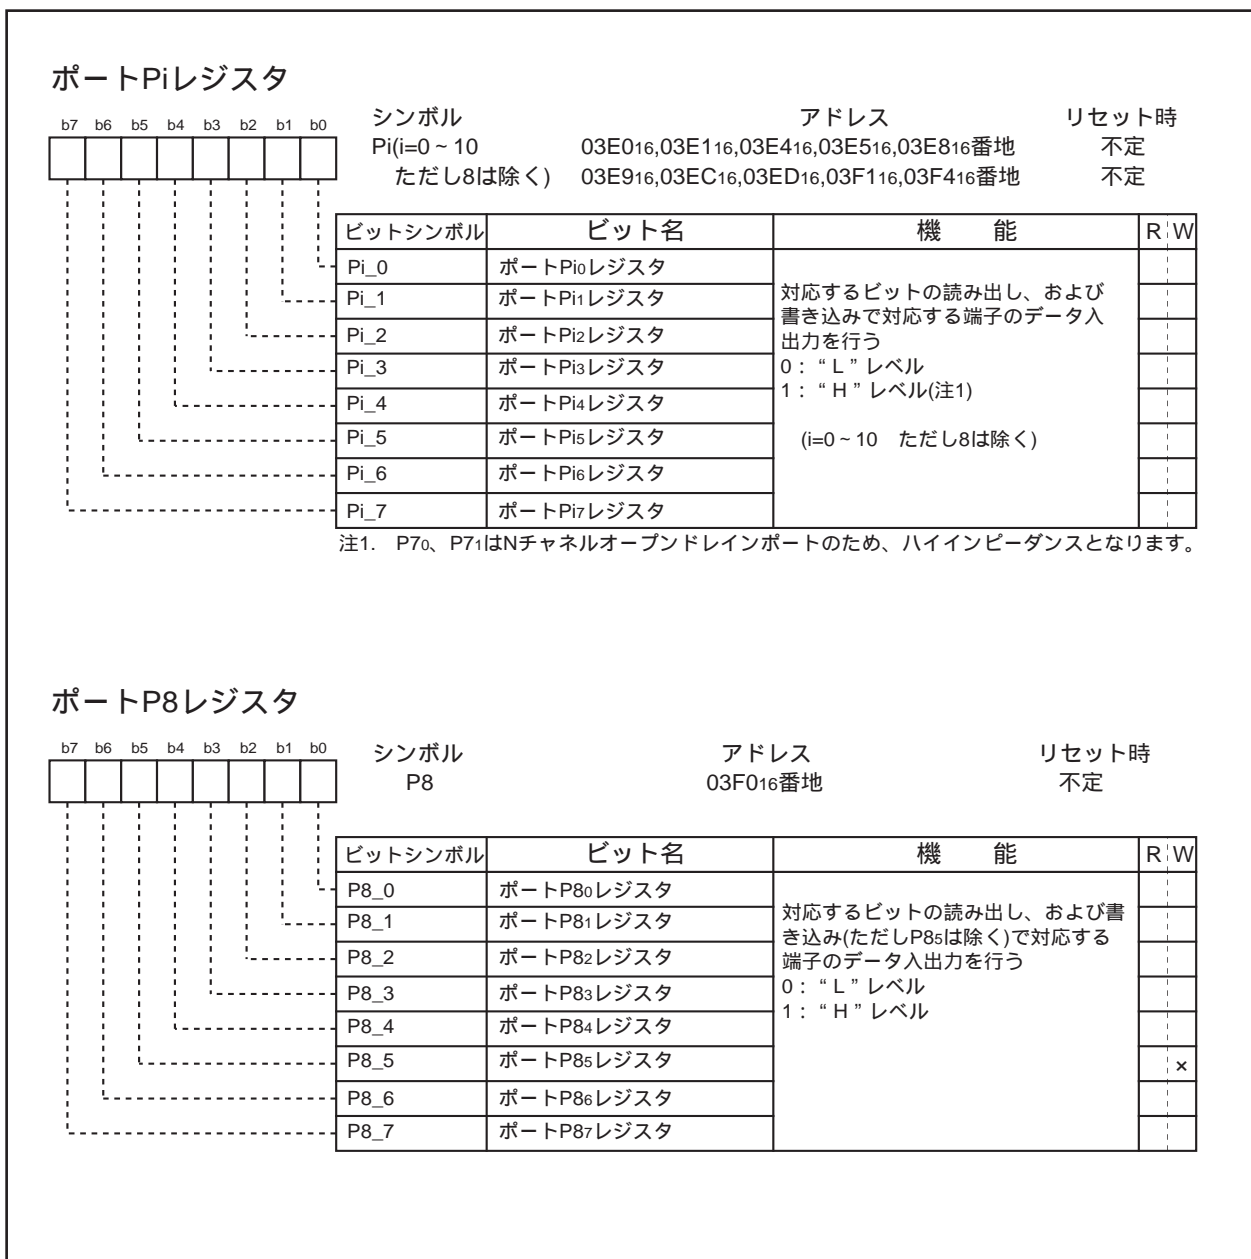 ポートPiレジスタ
b7 b6 b5 b4 b3 b2 b1 b0
シンボル アドレス リセット時
Pi(i=0~10 03E016,03E116,03E416,03E516,03E816番地 不定
ただし8は除く) 03E916,03EC16,03ED16,03F116,03F416番地 不定
ビットシンボル ビット名 機 能 R W
Pi_0 ポートPi0レジスタ
Pi_1 ポートPi1レジスタ
Pi_2 ポートPi2レジスタ
Pi_3 ポートPi3レジスタ
Pi_4 ポートPi4レジスタ
Pi_5 ポートPi5レジスタ
Pi_6 ポートPi6レジスタ
Pi_7 ポートPi7レジスタ
対応するビットの読み出し、および
書き込みで対応する端子のデータ入
出力を行う
0:“L”レベル
1:“H”レベル(注1)
(i=0~10 ただし8は除く)
注1. P70、P71はNチャネルオープンドレインポートのため、ハイインピーダンスとなります。
ポートP8レジスタ
b7 b6 b5 b4 b3 b2 b1 b0
シンボル アドレス リセット時
P8 03F016番地 不定
ビットシンボル ビット名 機 能 R W
P8_0 ポートP80レジスタ
P8_1 ポートP81レジスタ
P8_2 ポートP82レジスタ
P8_3 ポートP83レジスタ
P8_4 ポートP84レジスタ
P8_5 ポートP85レジスタ ×
P8_6 ポートP86レジスタ
P8_7 ポートP87レジスタ
対応するビットの読み出し、および書
き込み(ただしP85は除く)で対応する
端子のデータ入出力を行う
0:“L”レベル
1:“H”レベル